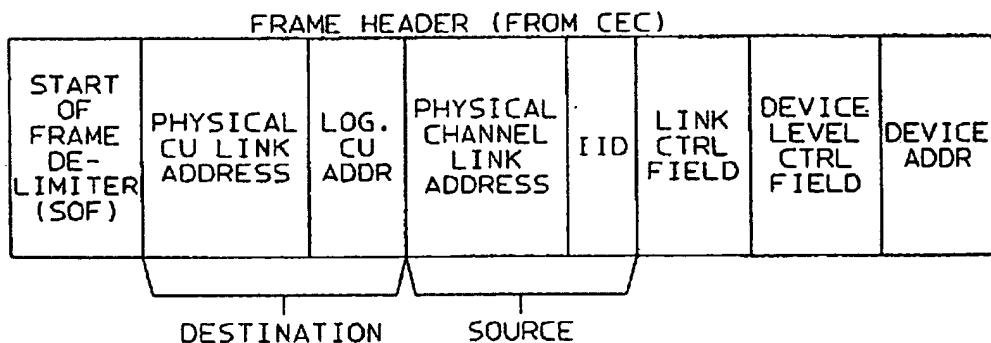 FRAME HEADER (FROM CEC)
START
OF
FRAME
DE-
LIMITER
(SOF)
PHYSICAL
CU LINK
ADDRESS
LOG.
CU
ADDR
PHYSICAL
CHANNEL
LINK
ADDRESS
IID
LINK
CTRL
FIELD
DEVICE
LEVEL
CTRL
FIELD
DEVICE
ADDR
DESTINATION
SOURCE